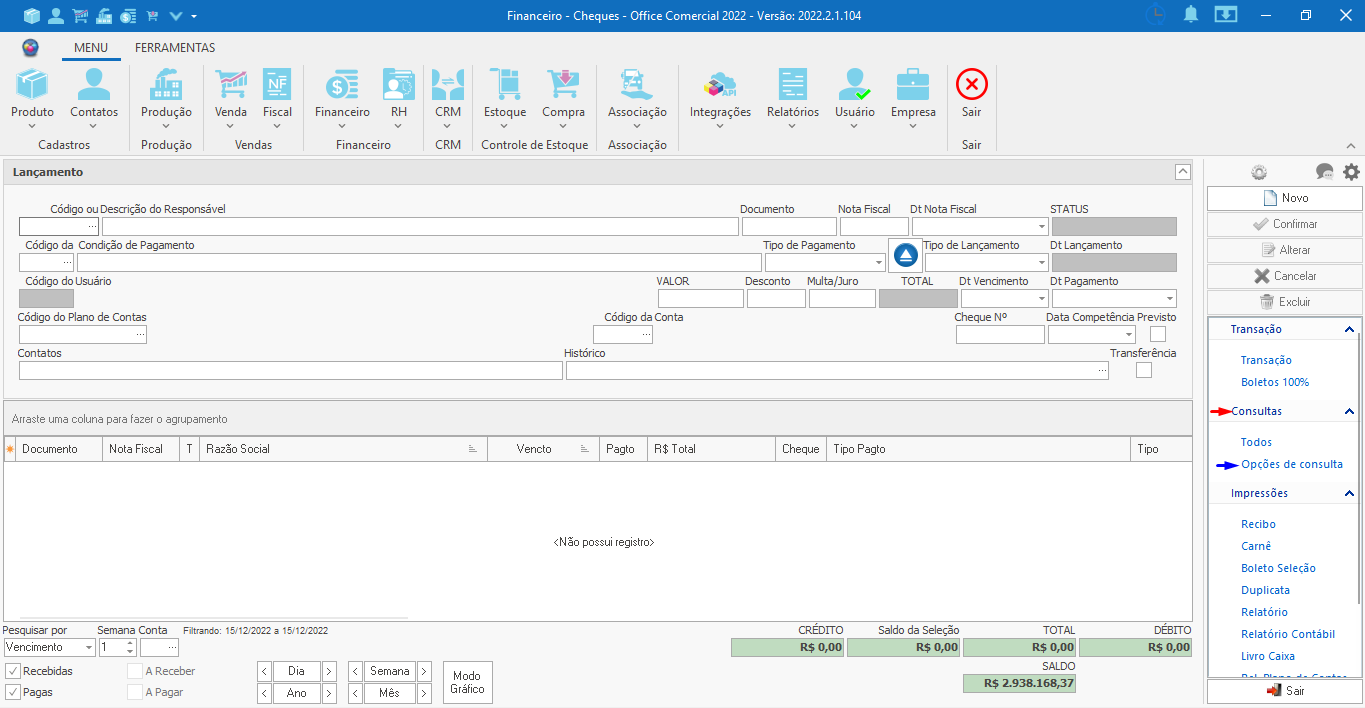 Financeiro - Cheques - Office Comercial 2022 - Versão: 2022.2.1.104
MENU FERRAMENTAS
Produto Contatos Produção Venda Fiscal Financeiro RH CRM Estoque Compra Associação Integrações Relatórios Usuário Empresa Sair
Cadastros Produção Vendas Financeiro CRM Controle de Estoque Associação Sair
Lançamento
Código ou Descrição do Responsável Documento Nota Fiscal Dt Nota Fiscal STATUS
Código da Condição de Pagamento Tipo de Pagamento Tipo de Lançamento Dt Lançamento
Código do Usuário VALOR Desconto Multa/Juro TOTAL Dt Vencimento Dt Pagamento
Código do Plano de Contas Código da Conta Cheque Nº Data Competência Previsto
Contatos Histórico Transferência
Arraste uma coluna para fazer o agrupamento
Documento Nota Fiscal T Razão Social Vencto Pagto R$ Total Cheque Tipo Pagto Tipo
<Não possui registro>
Pesquisar por Semana Conta Filtrando: 15/12/2022 a 15/12/2022
Vencimento 1
Recebidas A Receber
Pagas A Pagar
< Dia > < Semana >
< Ano > < Mês >
Modo
Gráfico
CRÉDITO Saldo da Seleção TOTAL DÉBITO
R$ 0,00 R$ 0,00 R$ 0,00 R$ 0,00
SALDO
R$ 2.938.168,37
Novo
Confirmar
Alterar
Cancelar
Excluir
Transação
Transação
Boletos 100%
Consultas
Todos
Opções de consulta
Impressões
Recibo
Carnê
Boleto Seleção
Duplicata
Relatório
Relatório Contábil
Livro Caixa
Rel. Plano de Contas
Sair